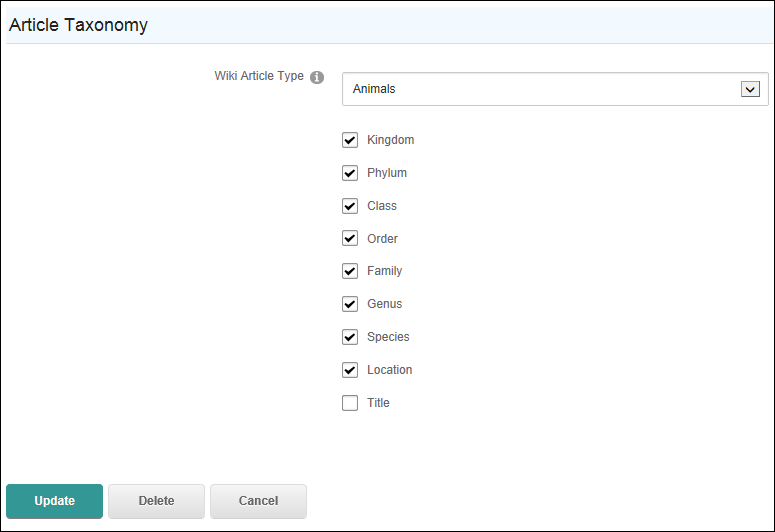 Article Taxonomy
Wiki Article Type
Animals
Kingdom
Phylum
Class
Order
Family
Genus
Species
Location
Title
Update Delete Cancel